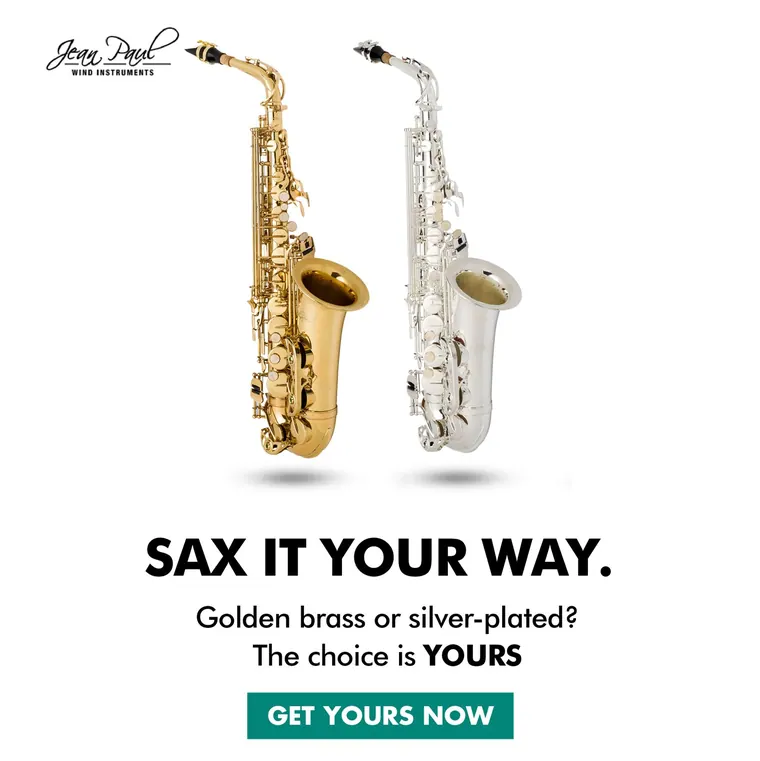 Jean Paul
WIND INSTRUMENTS
SAX IT YOUR WAY.
Golden brass or silver-plated?
The choice is YOURS
GET YOURS NOW